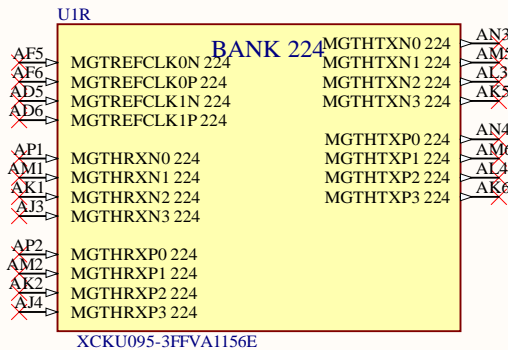 U1R
BANK 224
AF5 MGTREFCLK0N 224
AF6 MGTREFCLK0P 224
AD5 MGTREFCLK1N 224
AD6 MGTREFCLK1P 224
AP1 MGTHRXN0 224
AM1 MGTHRXN1 224
AK1 MGTHRXN2 224
AJ3 MGTHRXN3 224
AP2 MGTHRXP0 224
AM2 MGTHRXP1 224
AK2 MGTHRXP2 224
AJ4 MGTHRXP3 224
MGTHTXN0 224 AN3
MGTHTXN1 224 AM5
MGTHTXN2 224 AL3
MGTHTXN3 224 AK5
MGTHTXP0 224 AN4
MGTHTXP1 224 AM6
MGTHTXP2 224 AL4
MGTHTXP3 224 AK6
XCKU095-3FFVA1156E